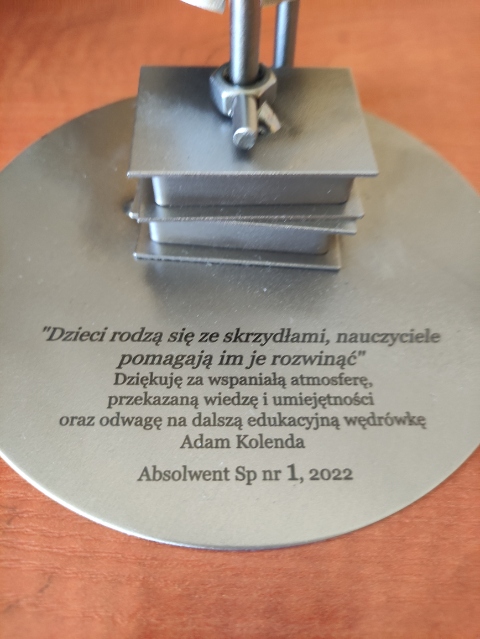 "Dzieci rodzą się ze skrzydłami, nauczyciele
pomagają im je rozwinąć"
Dziękuję za wspaniałą atmosferę,
przekazaną wiedzę i umiejętności
oraz odwagę na dalszą edukacyjną wędrówkę
Adam Kolenda
Absolwent Sp nr 1, 2022